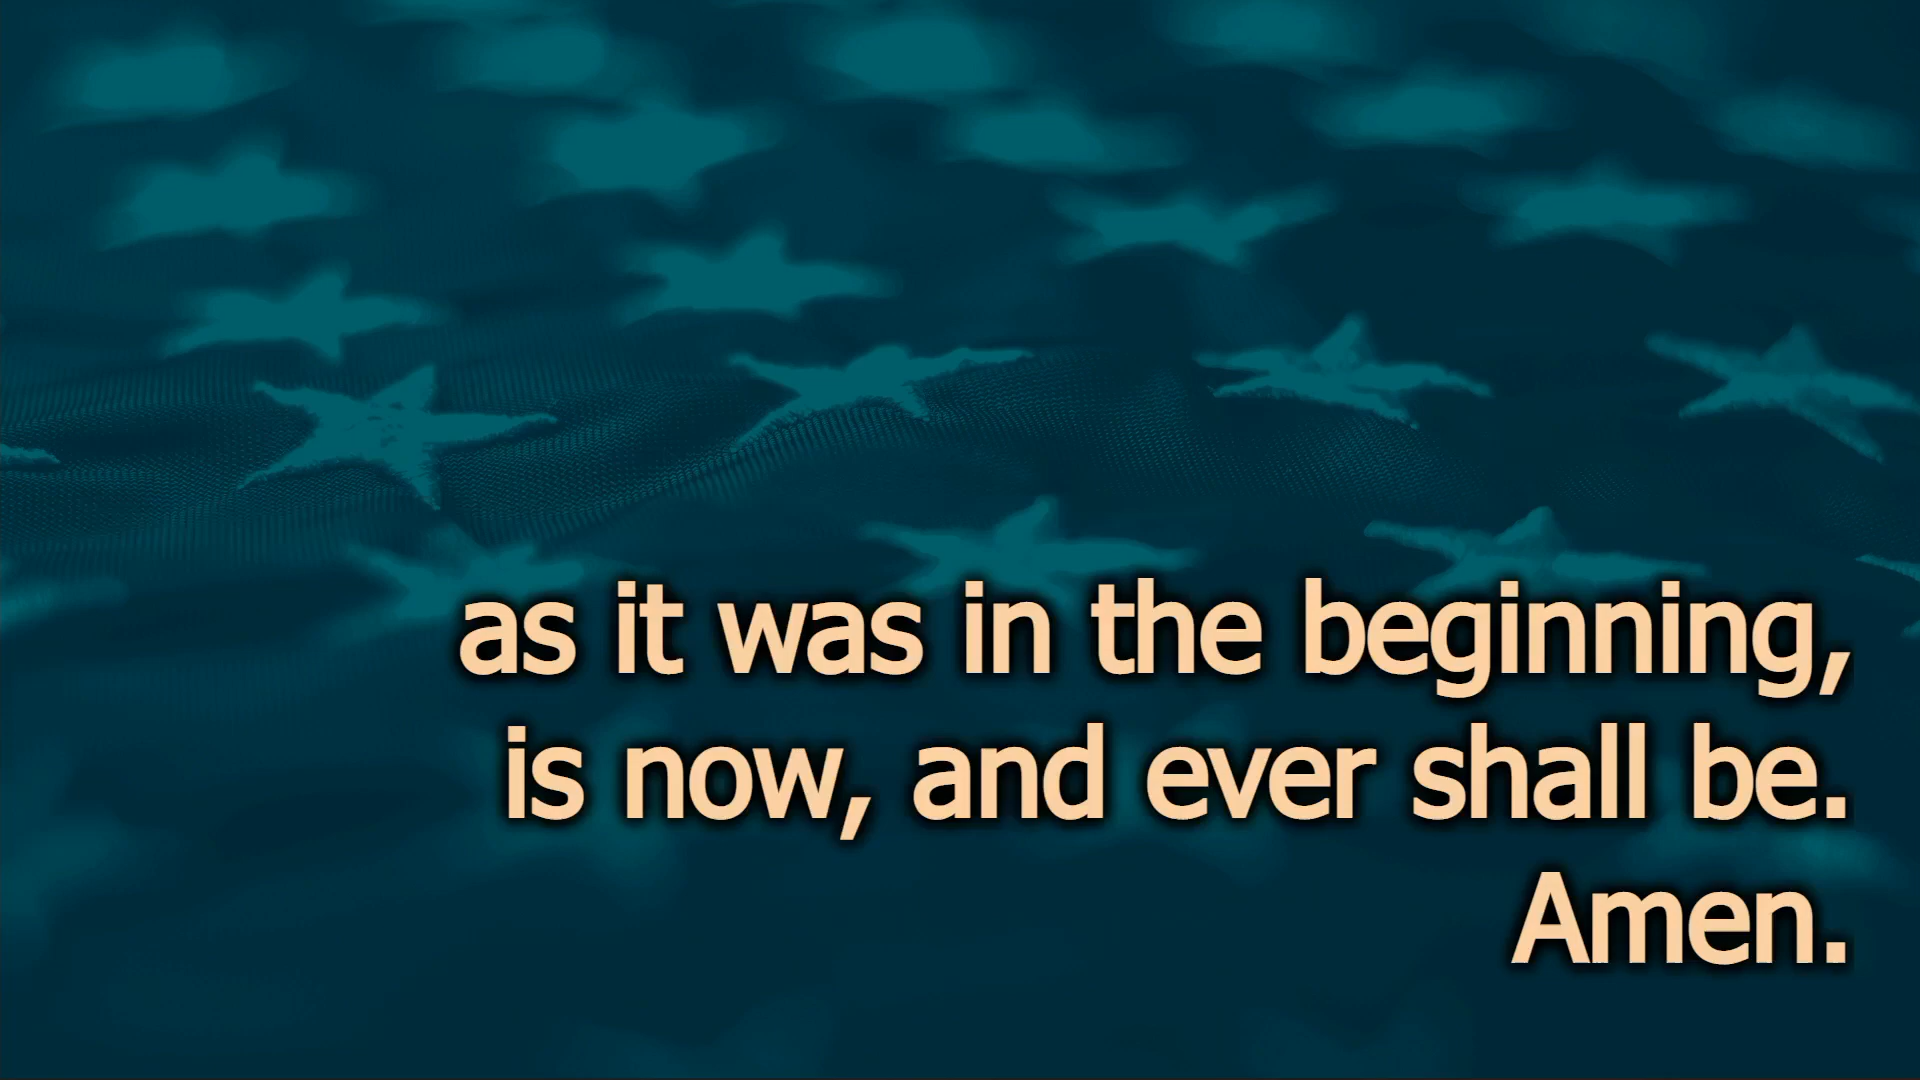 as it was in the beginning,
is now, and ever shall be.
Amen.